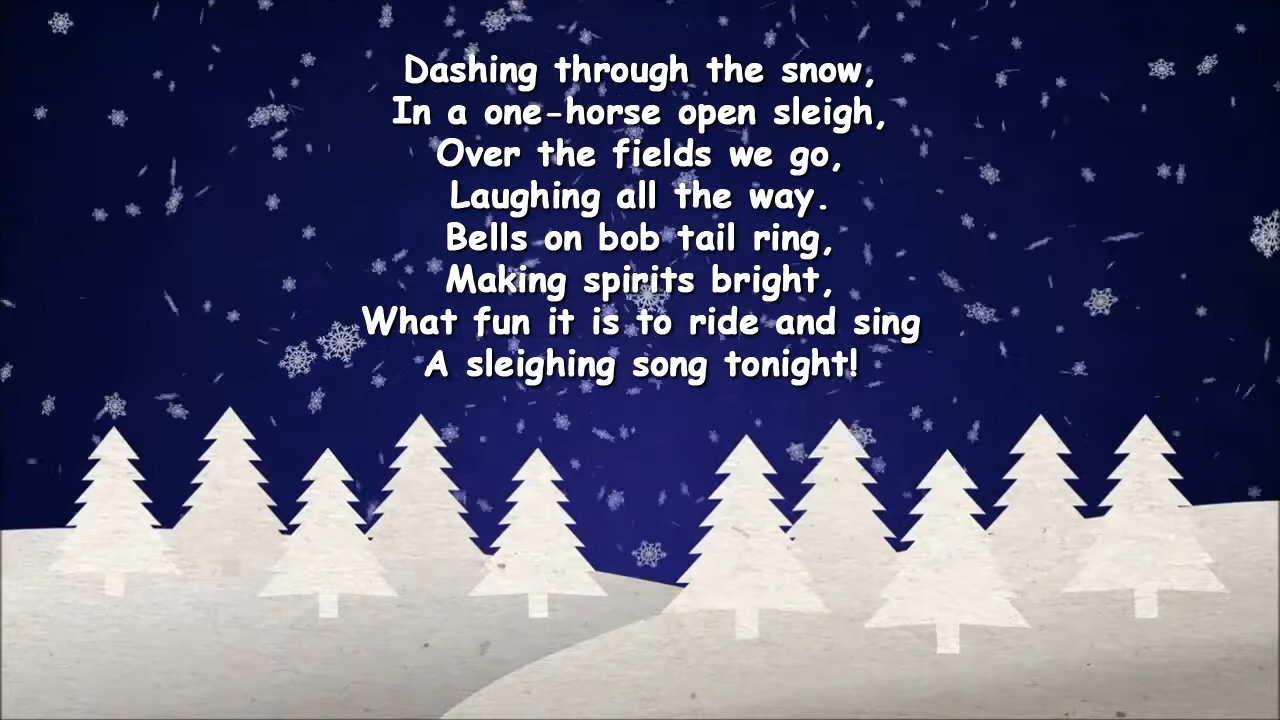 Dashing through the snow,
In a one-horse open sleigh,
Over the fields we go,
Laughing all the way.
Bells on bob tail ring,
Making spirits bright,
What fun it is to ride and sing
A sleighing song tonight!